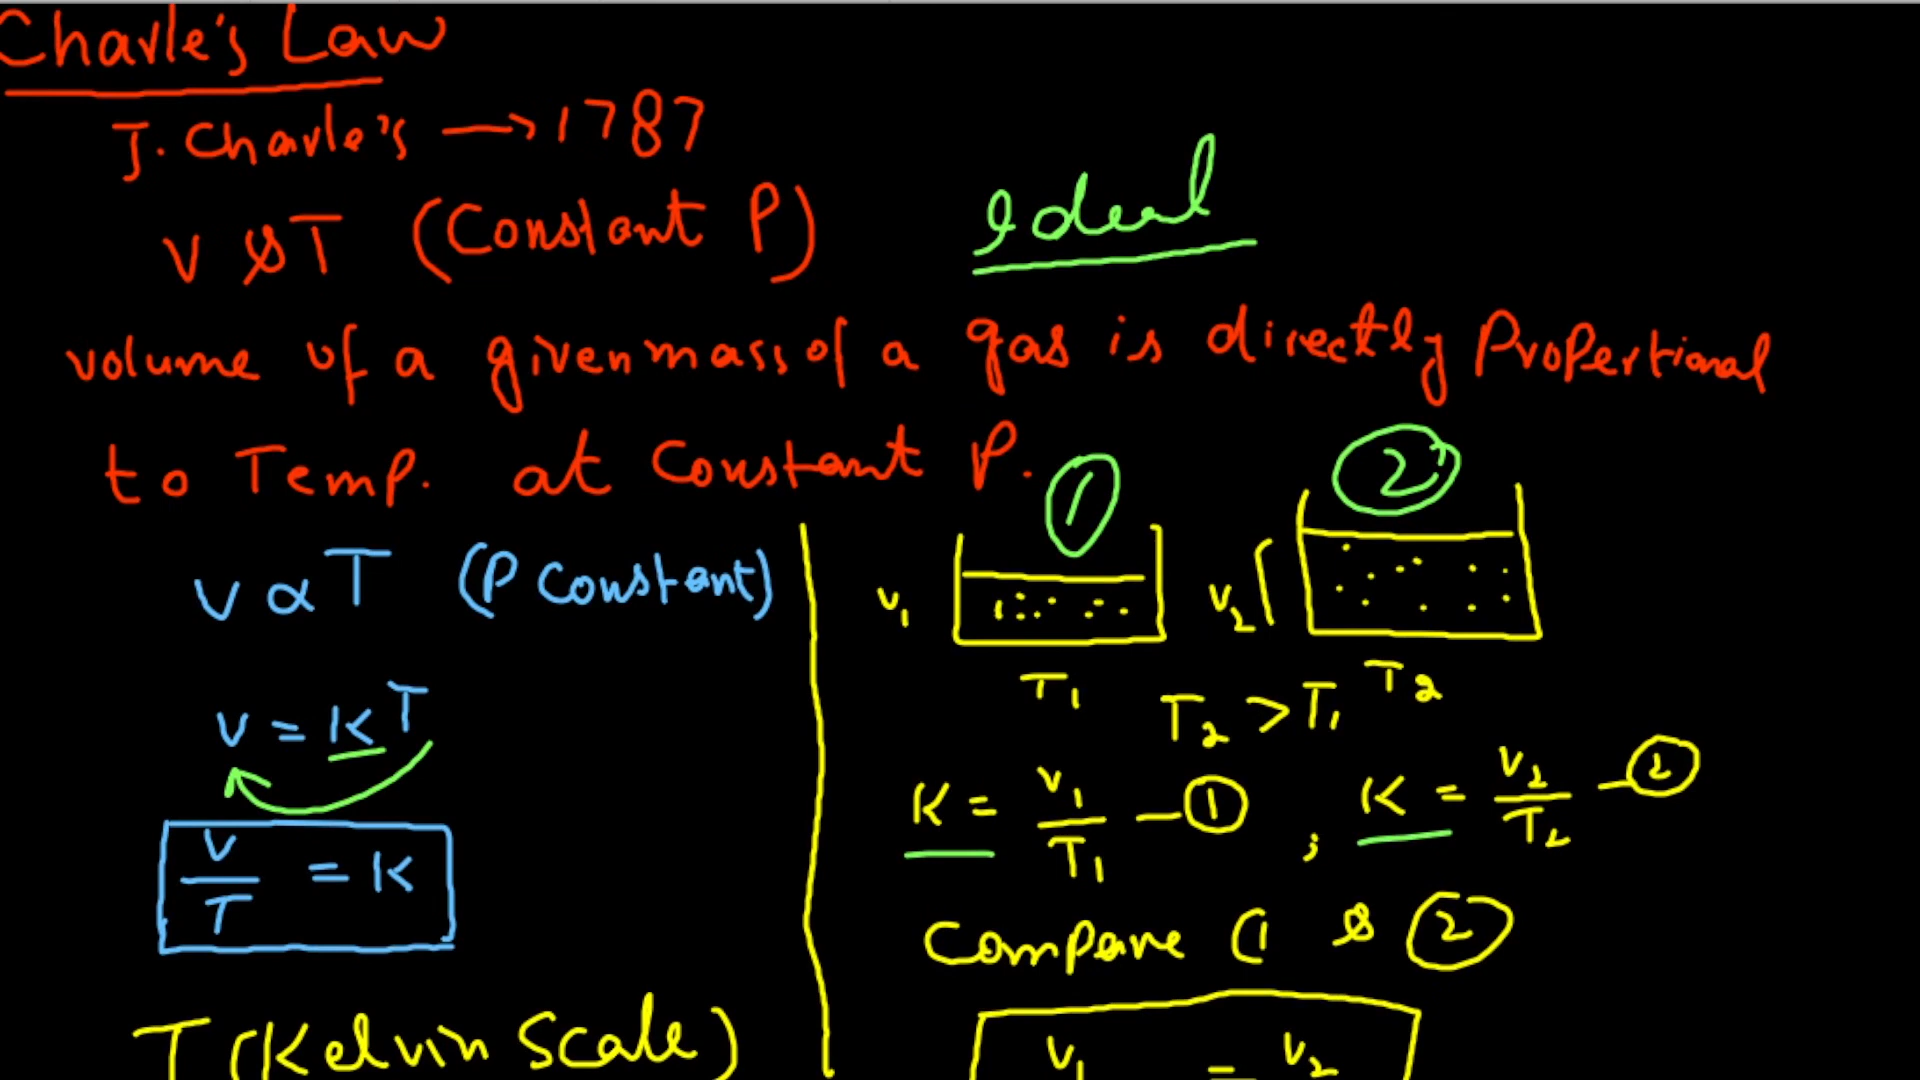 Charle's Law
J. Charle's → 1787
V & T (Constant P)
Ideal
volume of a given mass of a gas is directly Propertional
to Temp. at Constant P.
1
2
V ∝ T (P Constant)
V₁
V₂
T₁
T₂
T₂ > T₁
V = KT
K = V₁/T₁ — 1 ; K = V₂/T₂ — 2
V/T = K
Compare 1 & 2
T (Kelvin Scale)
V₁ = V₂